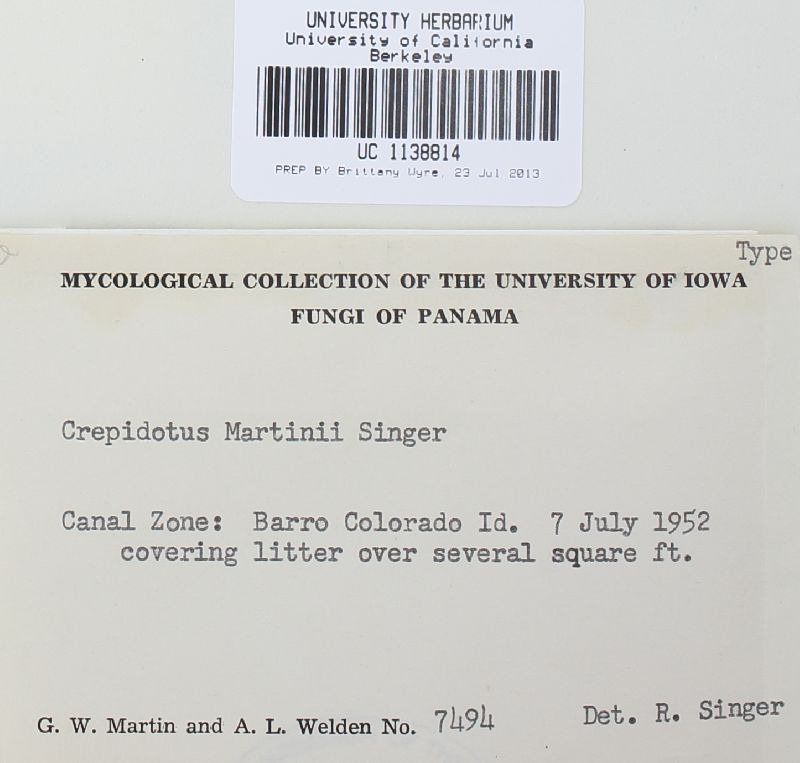 UNIVERSITY HERBARIUM
University of California
Berkeley
UC 1138814
PREP BY Brittany Wyre, 23 Jul 2013
Type
MYCOLOGICAL COLLECTION OF THE UNIVERSITY OF IOWA
FUNGI OF PANAMA
Crepidotus Martinii Singer
Canal Zone: Barro Colorado Id. 7 July 1952
covering litter over several square ft.
G. W. Martin and A. L. Welden No. 7494 Det. R. Singer